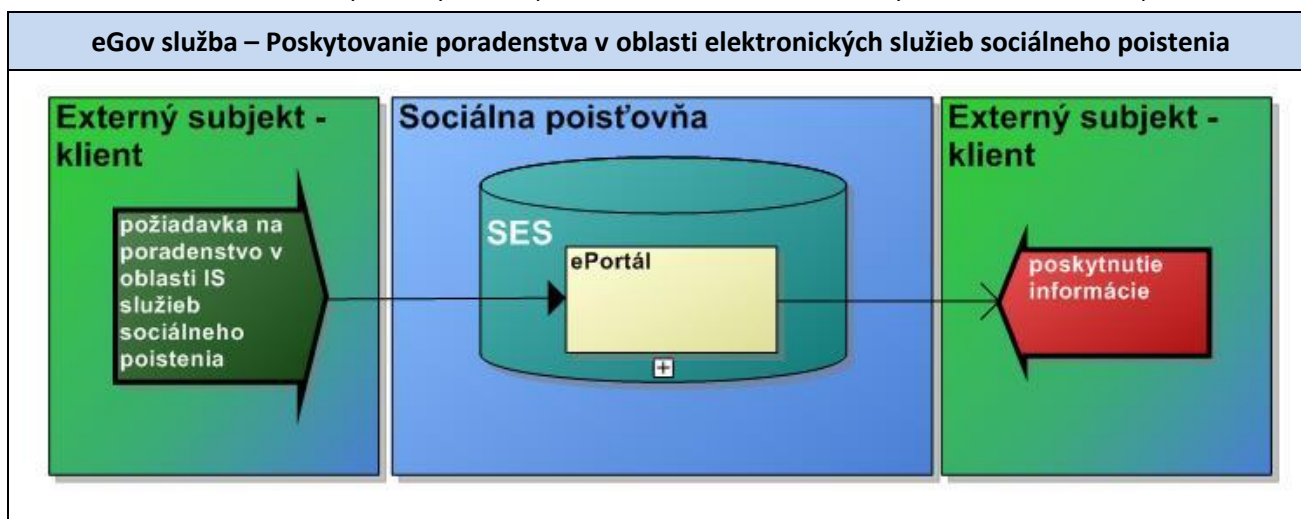 eGov služba – Poskytovanie poradenstva v oblasti elektronických služieb sociálneho poistenia
Externý subjekt -
klient
požiadavka na
poradenstvo v
oblasti IS
služieb
sociálneho
poistenia
Sociálna poisťovňa
SES
ePortál
Externý subjekt -
klient
poskytnutie
informácie